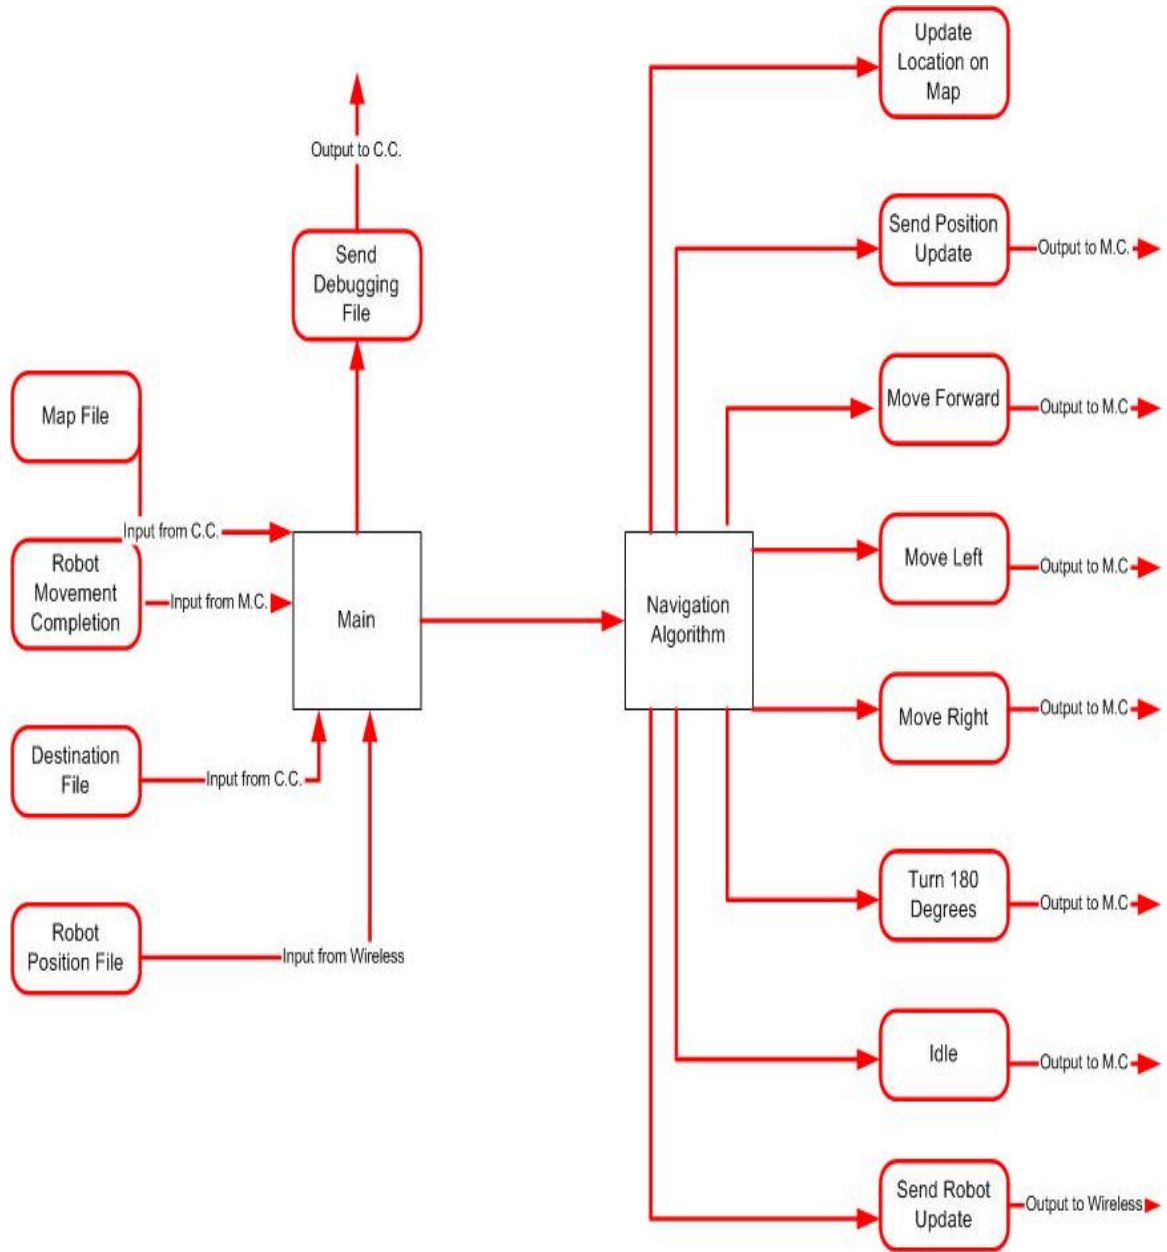 Update
Location on
Map
Output to C.C.
Send Position
Update
Output to M.C.
Send
Debugging
File
Map File
Move Forward
Output to M.C
Input from C.C.
Robot
Movement
Completion
Input from M.C.
Main
Navigation
Algorithm
Move Left
Output to M.C
Move Right
Output to M.C
Destination
File
Input from C.C.
Turn 180
Degrees
Output to M.C
Robot
Position File
Input from Wireless
Idle
Output to M.C
Send Robot
Update
Output to Wireless